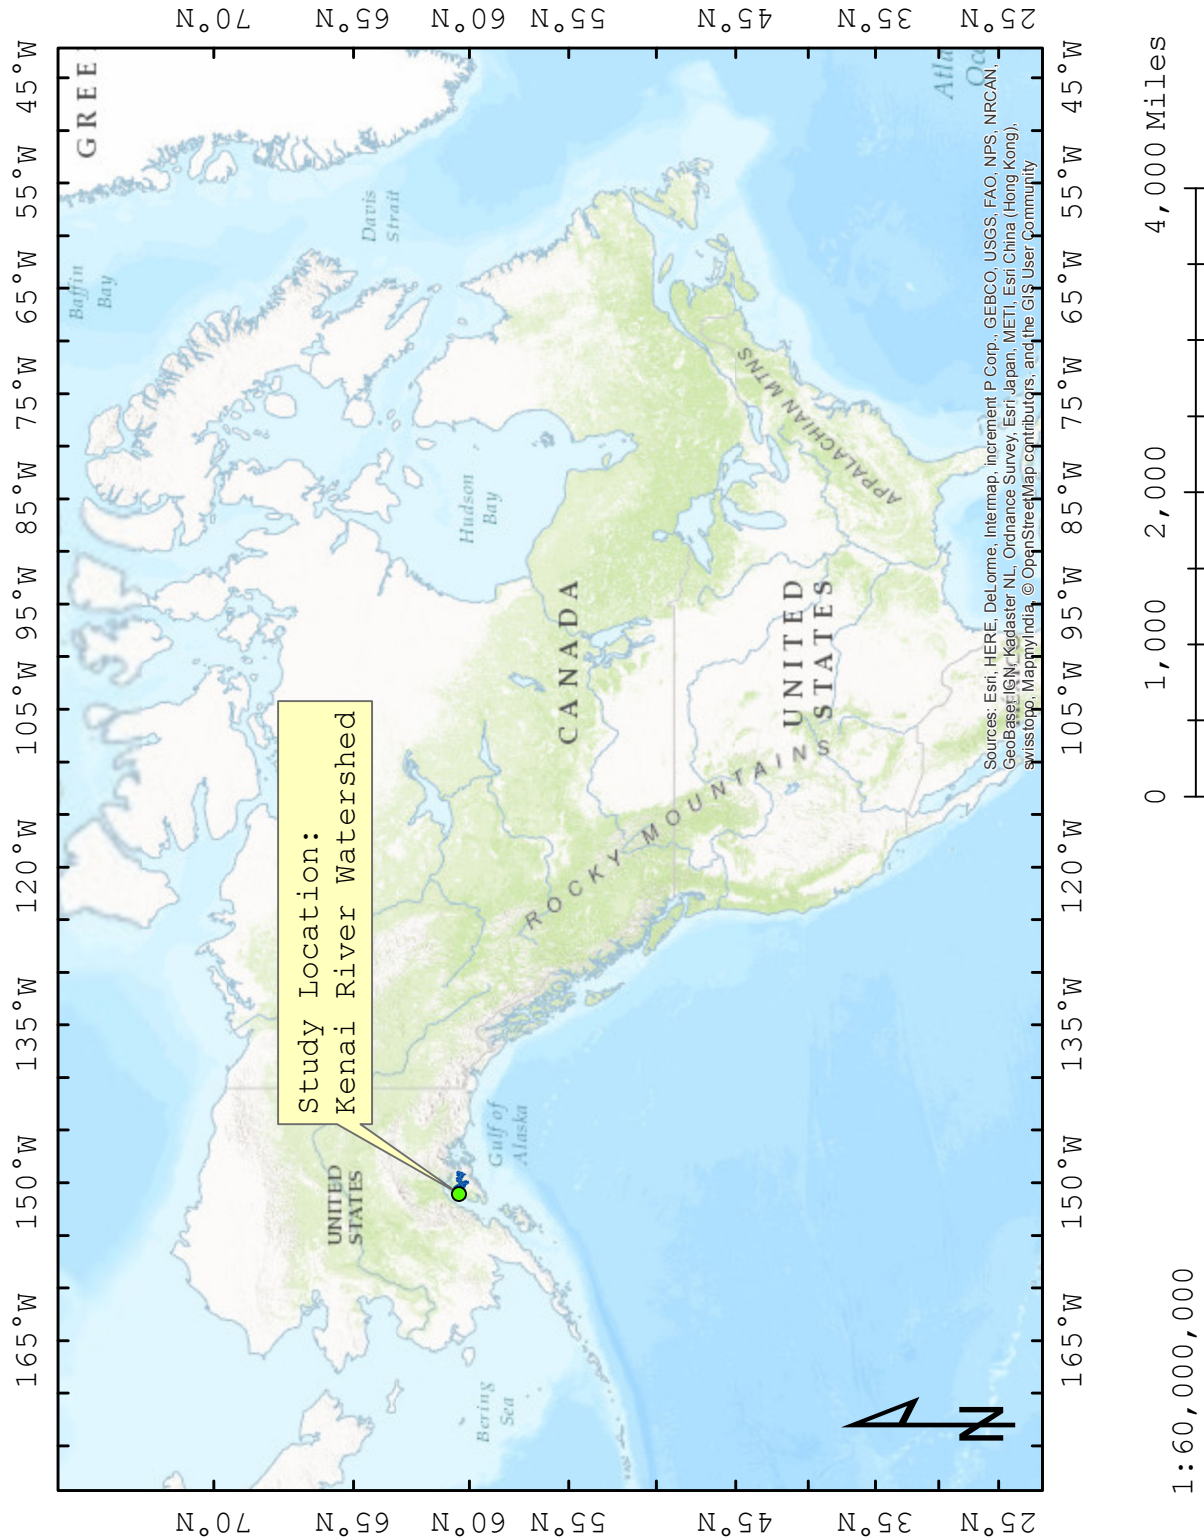 165°W 150°W 135°W 120°W 105°W 95°W 85°W 75°W 65°W 55°W 45°W
70°N
65°N
60°N
55°N
45°N
35°N
25°N
70°N
65°N
60°N
55°N
45°N
35°N
25°N
GREE
Baffin
Bay
Davis
Strait
Study Location:
Kenai River Watershed
UNITED
STATES
Hudson
Bay
Bering
Sea
Gulf of
Alaska
CANADA
ROCKY MOUNTAINS
UNITED
STATES
APPALACHIAN MTNS
Atla
Sources: Esri, HERE, DeLorme, Intermap, increment P Corp., GEBCO, USGS, FAO, NPS, NRCAN,
GeoBase, IGN, Kadaster NL, Ordnance Survey, Esri Japan, METI, Esri China (Hong Kong),
swisstopo, MapmyIndia, © OpenStreetMap contributors, and the GIS User Community
N
165°W 150°W 135°W 120°W 105°W 95°W 85°W 75°W 65°W 55°W 45°W
0 1,000 2,000 4,000 Miles
1:60,000,000